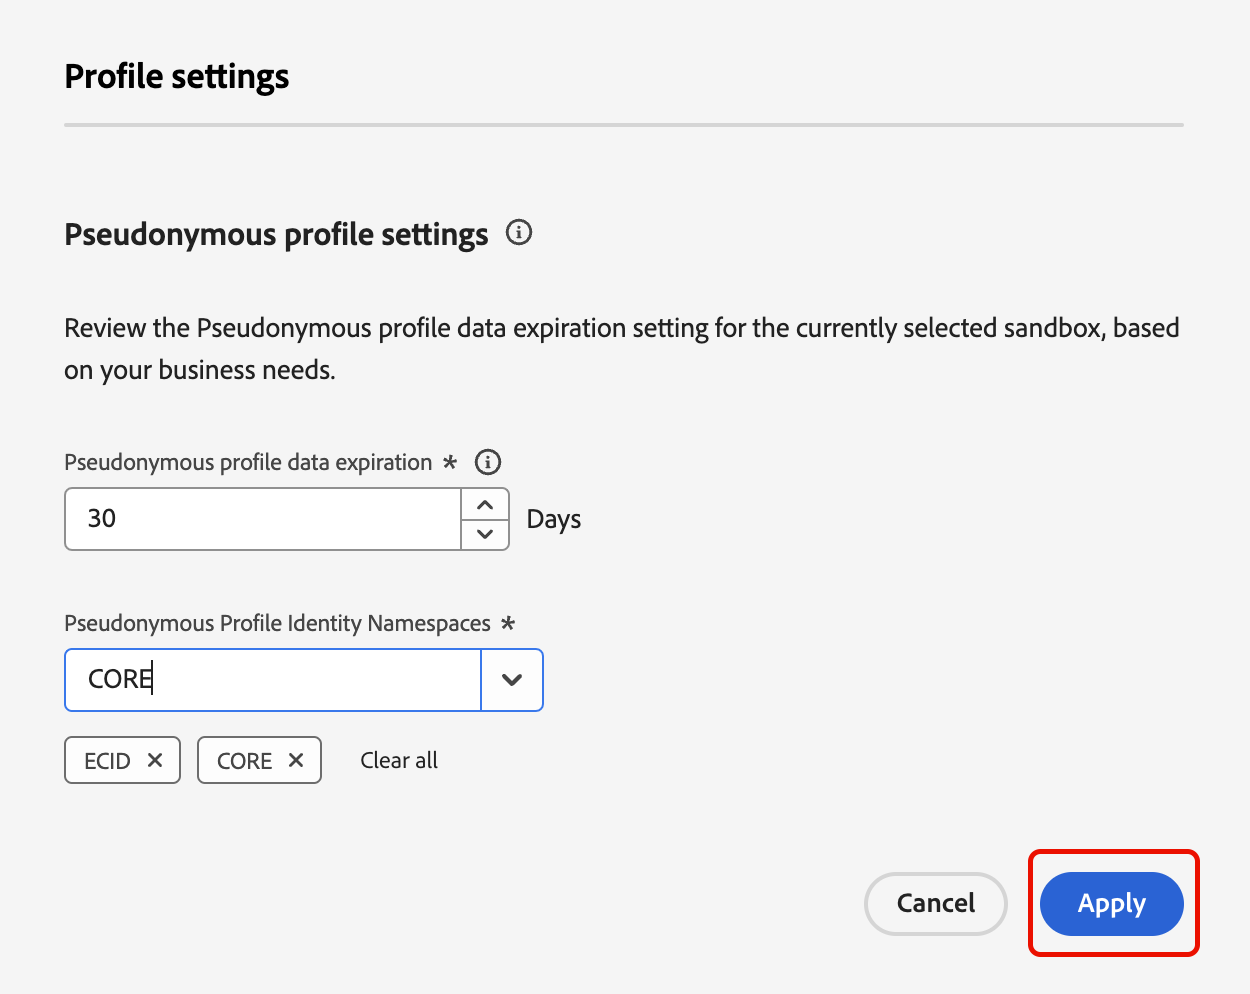 Profile settings
Pseudonymous profile settings
Review the Pseudonymous profile data expiration setting for the currently selected sandbox, based
on your business needs.
Pseudonymous profile data expiration *
30 Days
Pseudonymous Profile Identity Namespaces *
CORE
ECID CORE Clear all
Cancel Apply